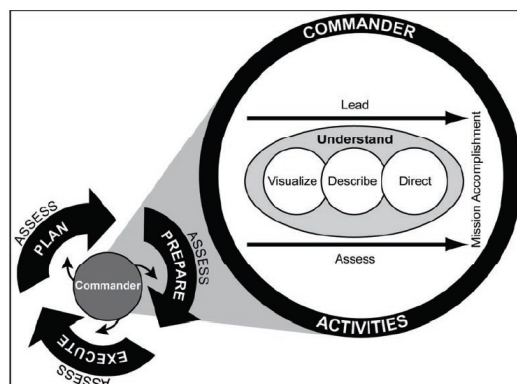 COMMANDER
Lead
Understand
Visualize
Describe
Direct
Assess
Mission Accomplishment
ACTIVITIES
ASSESS
PLAN
ASSESS
PREPARE
Commander
EXECUTE
ASSESS